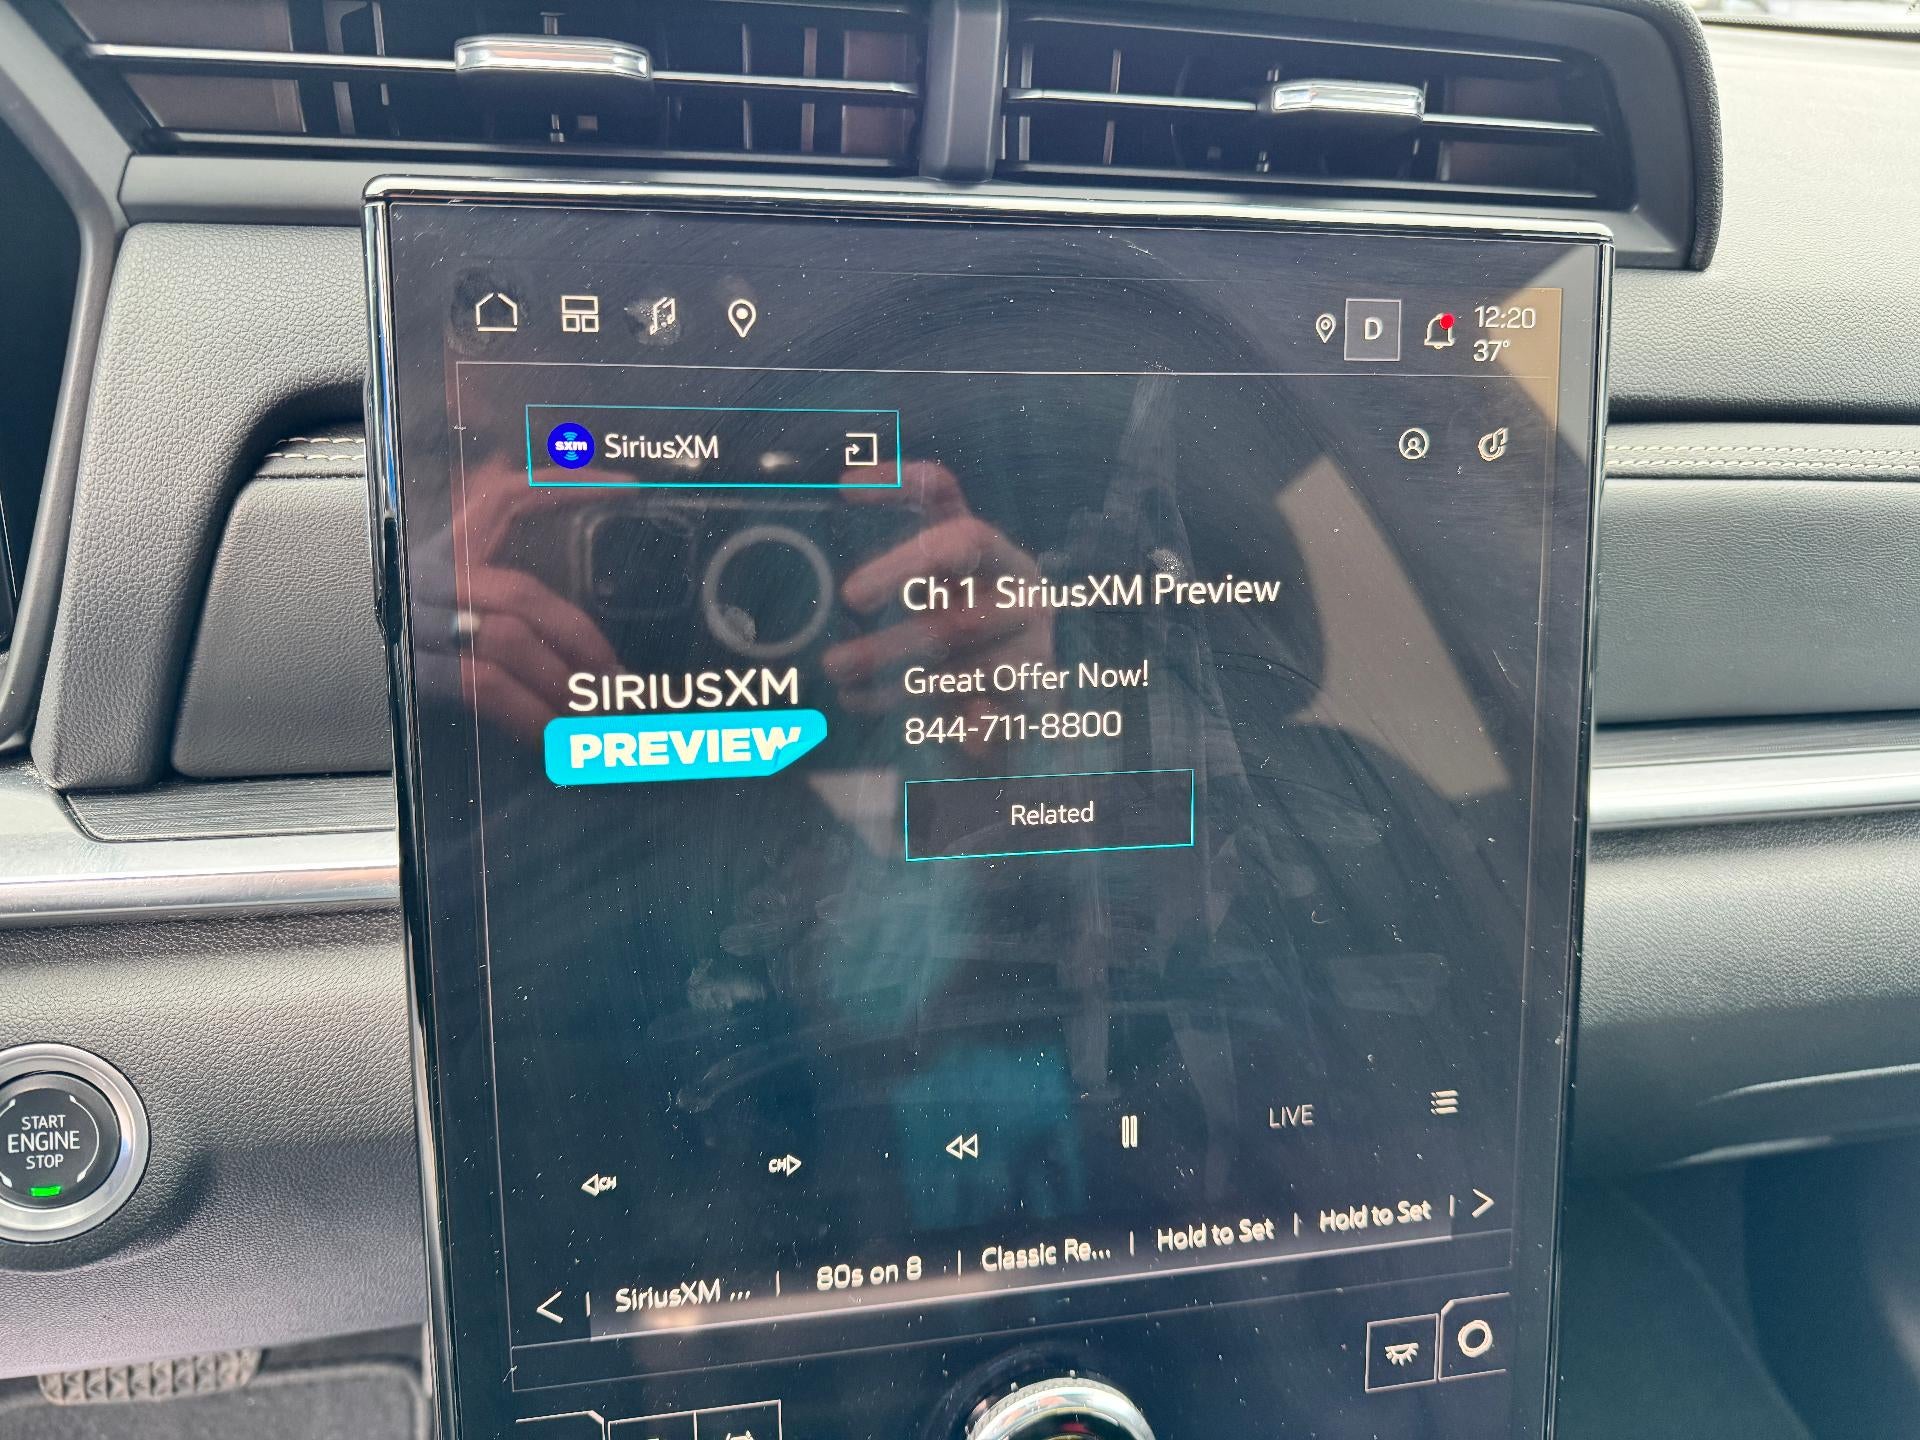 D
12:20
37°
sxm SiriusXM
Ch 1 SiriusXM Preview
SIRIUSXM
PREVIEW
Great Offer Now!
844-711-8800
Related
START
ENGINE
STOP
CH
CH
LIVE
SiriusXM ... | 80s on 8 | Classic Re... | Hold to Set | Hold to Set |